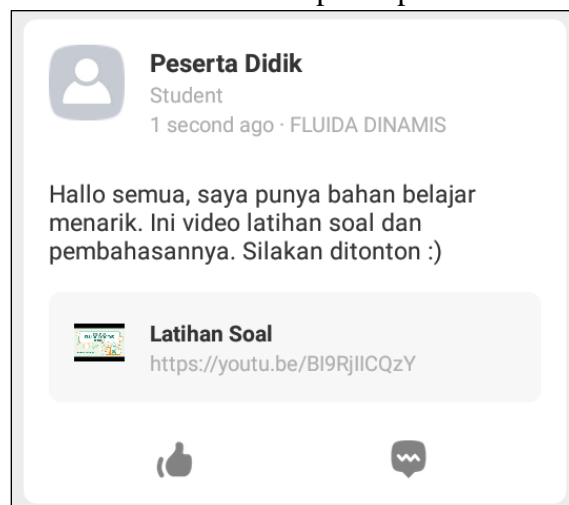 Peserta Didik
Student
1 second ago · FLUIDA DINAMIS
Hallo semua, saya punya bahan belajar
menarik. Ini video latihan soal dan
pembahasannya. Silakan ditonton :)
Latihan Soal
https://youtu.be/BI9RjlICQzY